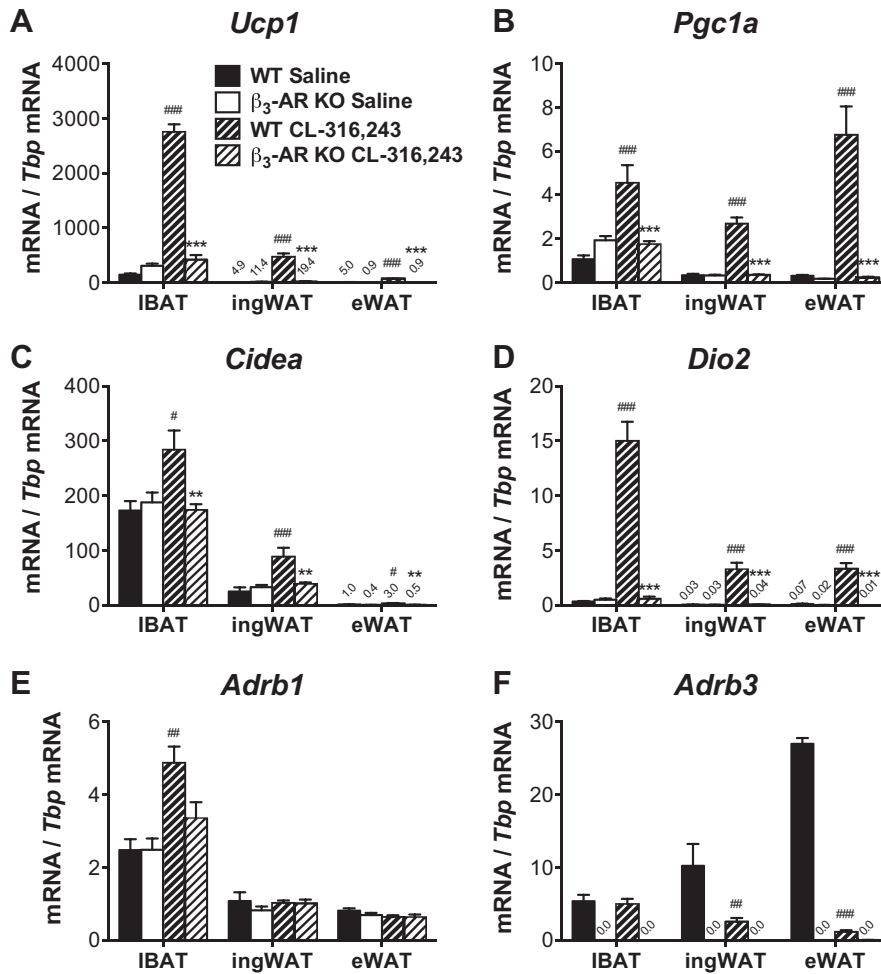 A
Ucp1
mRNA / Tbp mRNA
4000
3000
2000
1000
0
WT Saline
β3-AR KO Saline
WT CL-316,243
β3-AR KO CL-316,243
###
***
4.9
11.4
###
***
19.4
5.0
0.9
###
***
0.9
IBAT
ingWAT
eWAT
B
Pgc1a
mRNA / Tbp mRNA
10
8
6
4
2
0
###
***
###
***
###
***
IBAT
ingWAT
eWAT
C
Cidea
mRNA / Tbp mRNA
400
300
200
100
0
#
**
###
**
1.0
0.4
#
3.0
**
0.5
IBAT
ingWAT
eWAT
D
Dio2
mRNA / Tbp mRNA
20
15
10
5
0
###
***
0.03
0.03
###
***
0.04
0.07
0.02
###
***
0.01
IBAT
ingWAT
eWAT
E
Adrb1
mRNA / Tbp mRNA
6
4
2
0
##
IBAT
ingWAT
eWAT
F
Adrb3
mRNA / Tbp mRNA
30
20
10
0
0.0
0.0
0.0
##
0.0
0.0
###
0.0
IBAT
ingWAT
eWAT